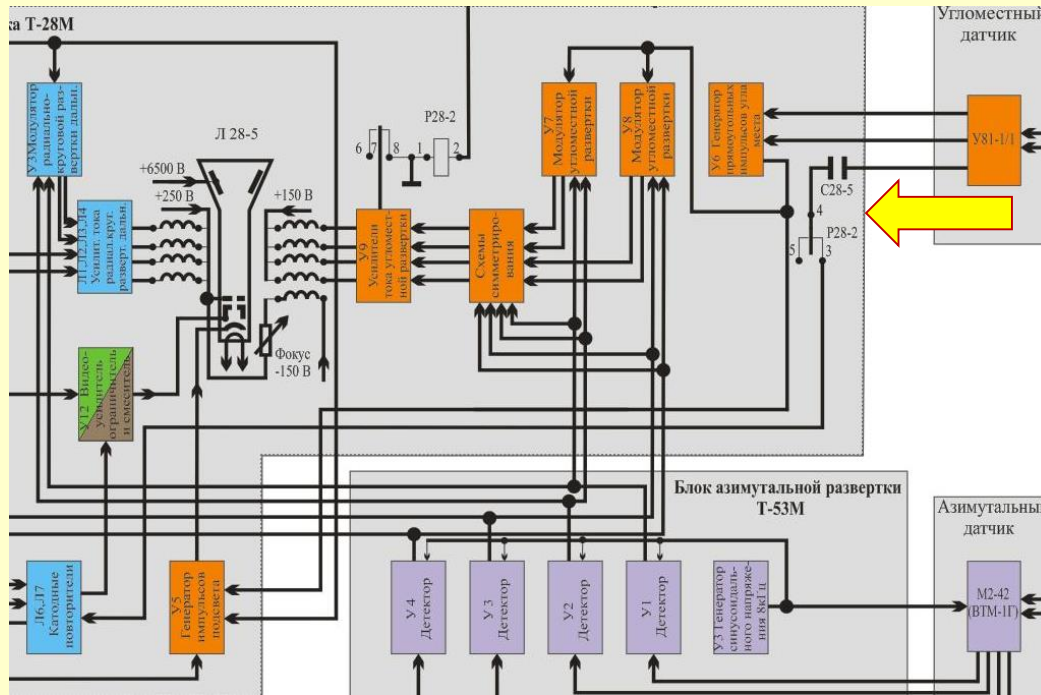 ка Т-28М
Угломестный
датчик
У3Модулятор
радиально-
круговой раз-
вертки дальн.
Л 28-5
+6500 В
+250 В
+150 В
Р28-2
6
7
8
1
2
У7
Модулятор
угломестной
развертки
У8
Модулятор
угломестной
развертки
У6 Генератор
прямоугольных
импульсов угла
места
У81-1/1
С28-5
4
Р28-2
5
3
Л1,Л2,Л3,Л4
Усилит. тока
радиал.круг.
разверт. дальн.
У9
Усилители
тока угломест-
ной развертки
Схемы
симметриро-
вания
Фокус
-150 В
У12 Видео-
усилитель
ограничитель
и смеситель
Блок азимутальной развертки
Т-53М
Азимутальный
датчик
Л6,Л7
Катодные
повторители
У5
Генератор
импульсов
подсвета
У 4
Детектор
У 3
Детектор
У2
Детектор
У1
Детектор
У3 Генератор
синусоидаль-
ного напряже-
ния 8кГц
М2-42
(ВТМ-1Г)